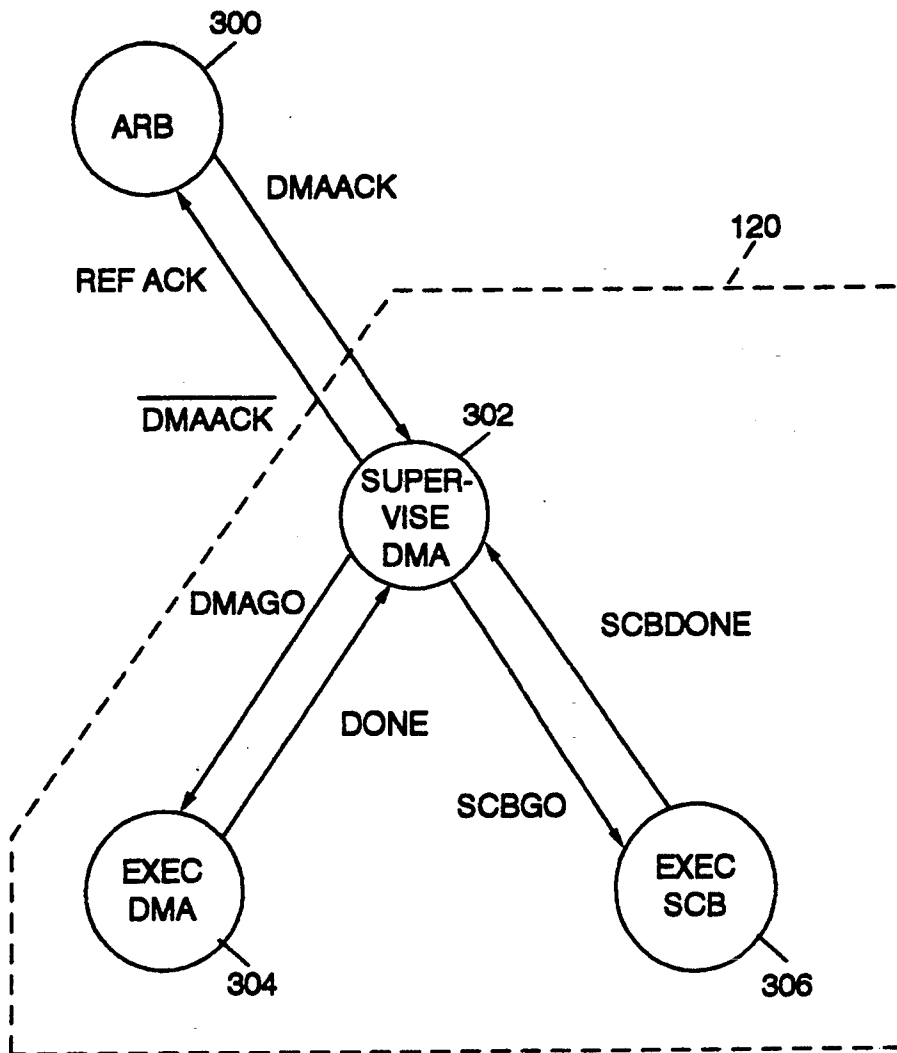 300
ARB
DMAACK
120
REF ACK
D̅M̅A̅A̅C̅K̅
302
SUPER-
VISE
DMA
DMAGO
SCBDONE
DONE
SCBGO
EXEC
DMA
EXEC
SCB
304
306